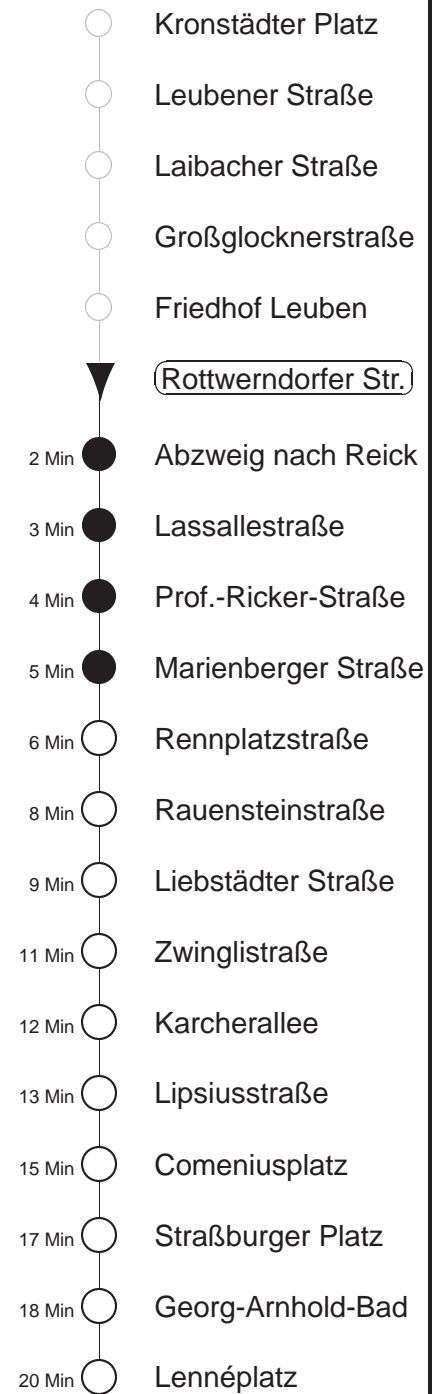 Kronstädter Platz
Leubener Straße
Laibacher Straße
Großglocknerstraße
Friedhof Leuben
Rottwerndorfer Str.
2 Min Abzweig nach Reick
3 Min Lassallestraße
4 Min Prof.-Ricker-Straße
5 Min Marienberger Straße
6 Min Rennplatzstraße
8 Min Rauensteinstraße
9 Min Liebstädter Straße
11 Min Zwinglistraße
12 Min Karcherallee
13 Min Lipsiusstraße
15 Min Comeniusplatz
17 Min Straßburger Platz
18 Min Georg-Arnhold-Bad
20 Min Lennéplatz